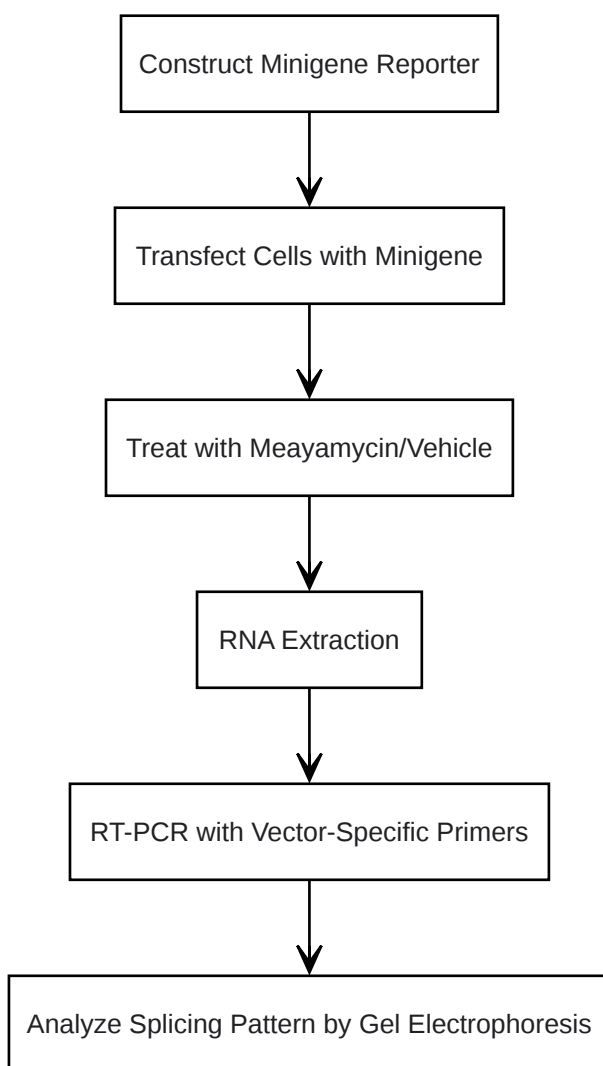 Construct Minigene Reporter
Transfect Cells with Minigene
Treat with Meayamycin/Vehicle
RNA Extraction
RT-PCR with Vector-Specific Primers
Analyze Splicing Pattern by Gel Electrophoresis